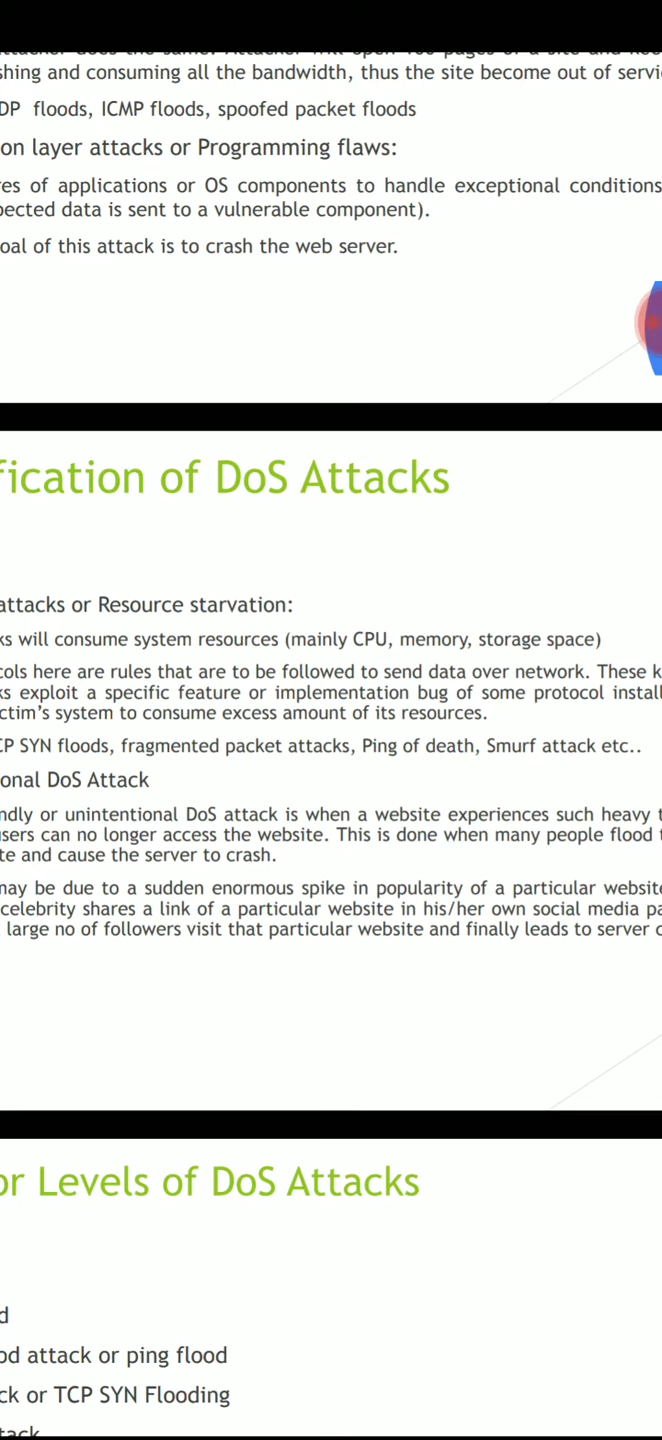 shing and consuming all the bandwidth, thus the site become out of servi
DP floods, ICMP floods, spoofed packet floods
on layer attacks or Programming flaws:
res of applications or OS components to handle exceptional conditions
pected data is sent to a vulnerable component).
oal of this attack is to crash the web server.
fication of DoS Attacks
attacks or Resource starvation:
ks will consume system resources (mainly CPU, memory, storage space)
cols here are rules that are to be followed to send data over network. These k
ks exploit a specific feature or implementation bug of some protocol install
ctim's system to consume excess amount of its resources.
CP SYN floods, fragmented packet attacks, Ping of death, Smurf attack etc..
onal DoS Attack
ndly or unintentional DoS attack is when a website experiences such heavy t
users can no longer access the website. This is done when many people flood t
te and cause the server to crash.
may be due to a sudden enormous spike in popularity of a particular website
celebrity shares a link of a particular website in his/her own social media pa
large no of followers visit that particular website and finally leads to server c
or Levels of DoS Attacks
d
od attack or ping flood
ck or TCP SYN Flooding
tack